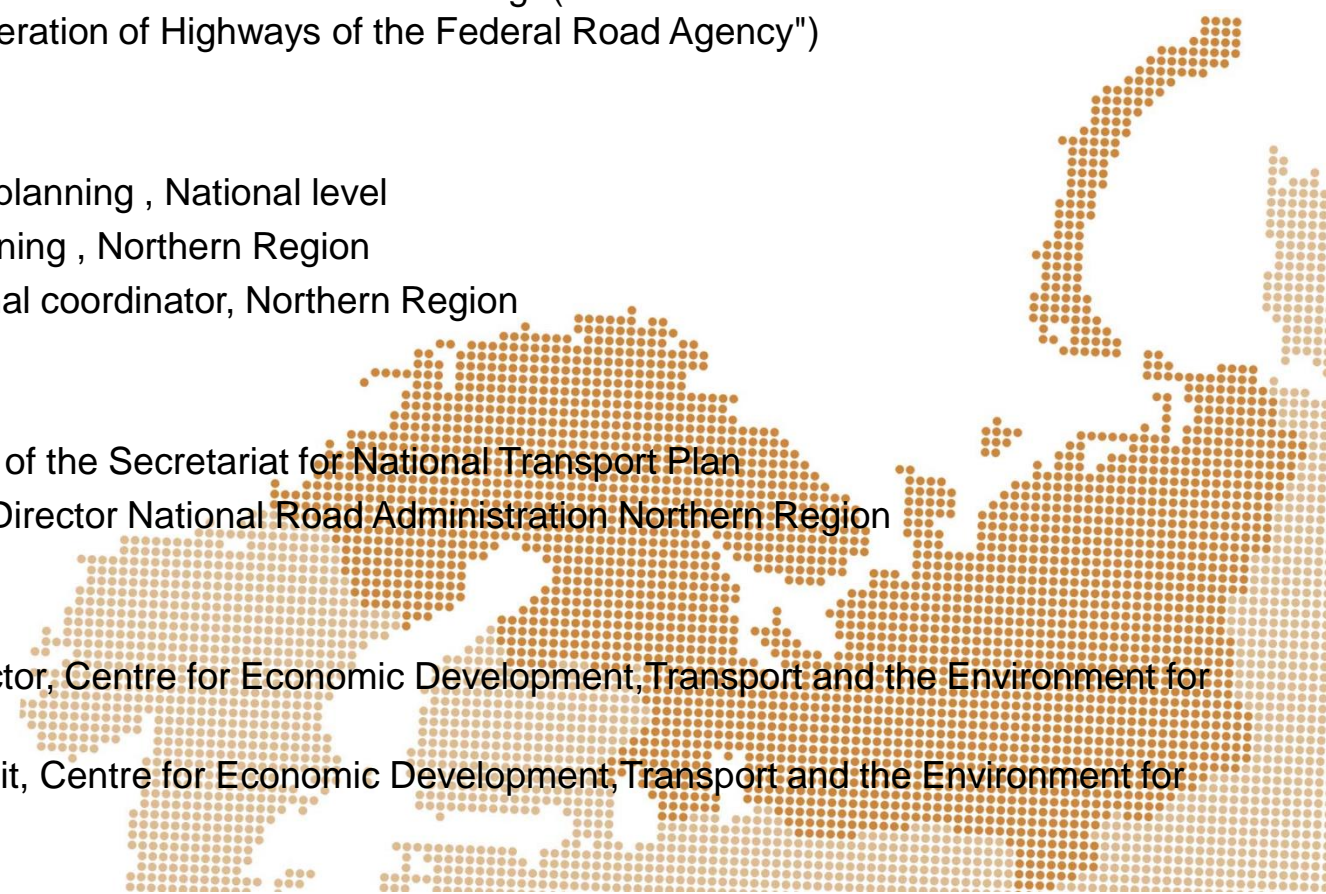 eration of Highways of the Federal Road Agency")
planning , National level
ning , Northern Region
al coordinator, Northern Region
of the Secretariat for National Transport Plan
Director National Road Administration Northern Region
ctor, Centre for Economic Development,Transport and the Environment for
it, Centre for Economic Development,Transport and the Environment for